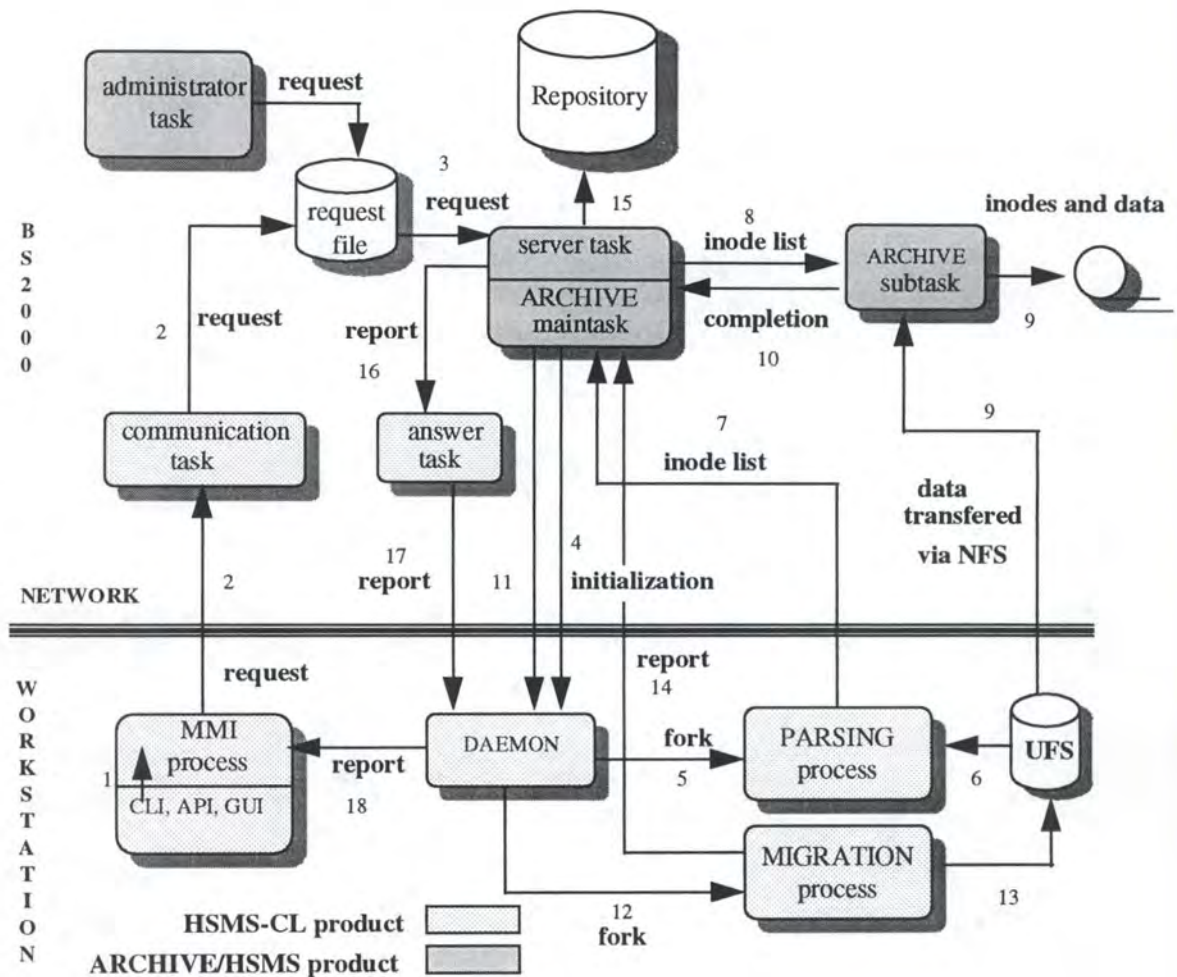 administrator
task
request
Repository
request
file
3
request
15
server task
ARCHIVE
maintask
8
inode list
completion
10
ARCHIVE
subtask
inodes and data
9
BS2000
2
request
report
16
communication
task
answer
task
7
inode list
9
data
transfered
via NFS
17
report
11
4
initialization
2
NETWORK
request
report
14
WORKSTATION
MMI
process
1
CLI, API, GUI
report
18
DAEMON
fork
5
PARSING
process
6
UFS
MIGRATION
process
13
12
fork
HSMS-CL product
ARCHIVE/HSMS product